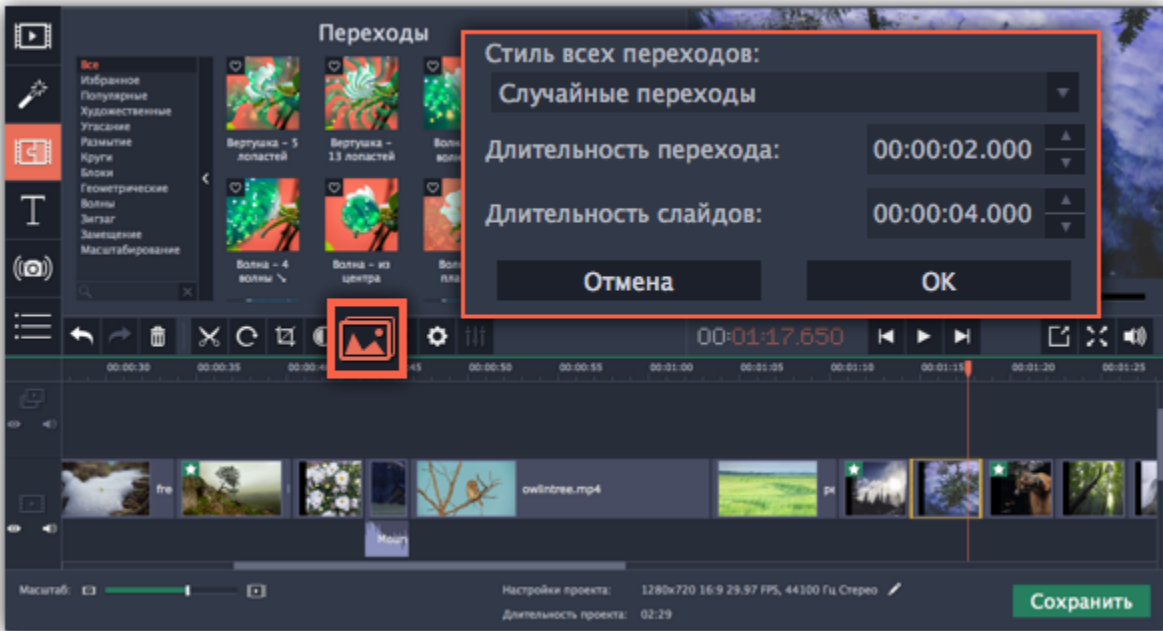 Переходы
Все
Избранное
Популярные
Художественные
Угасание
Размытие
Круги
Блоки
Геометрические
Волны
Зигзаг
Замещение
Масштабирование
Вертушка – 5 лопастей
Вертушка – 13 лопастей
Волна – 4 волны ↘
Волна – из центра
Стиль всех переходов:
Случайные переходы
Длительность перехода: 00:00:02.000
Длительность слайдов: 00:00:04.000
Отмена OK
00:01:17.650
00:00:30 00:00:35 00:00:50 00:00:55 00:01:00 00:01:05 00:01:10 00:01:15 00:01:20 00:01:25
fre owlintree.mp4
Moun
Масштаб:
Настройки проекта: 1280x720 16:9 29.97 FPS, 44100 Гц Стерео
Длительность проекта: 02:29
Сохранить